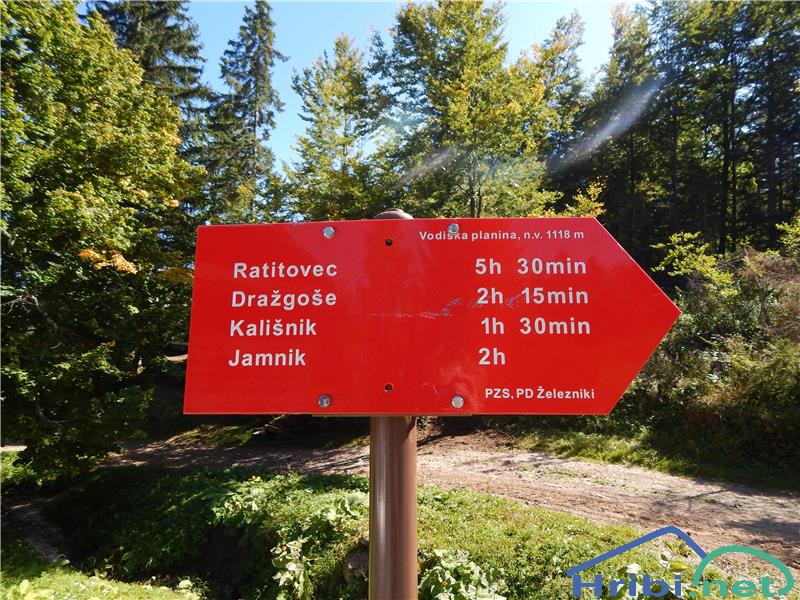 Vodiška planina, n.v. 1118 m
Ratitovec 5h 30min
Dražgoše 2h 15min
Kališnik 1h 30min
Jamnik 2h
PZS, PD Železniki
Hribi.net